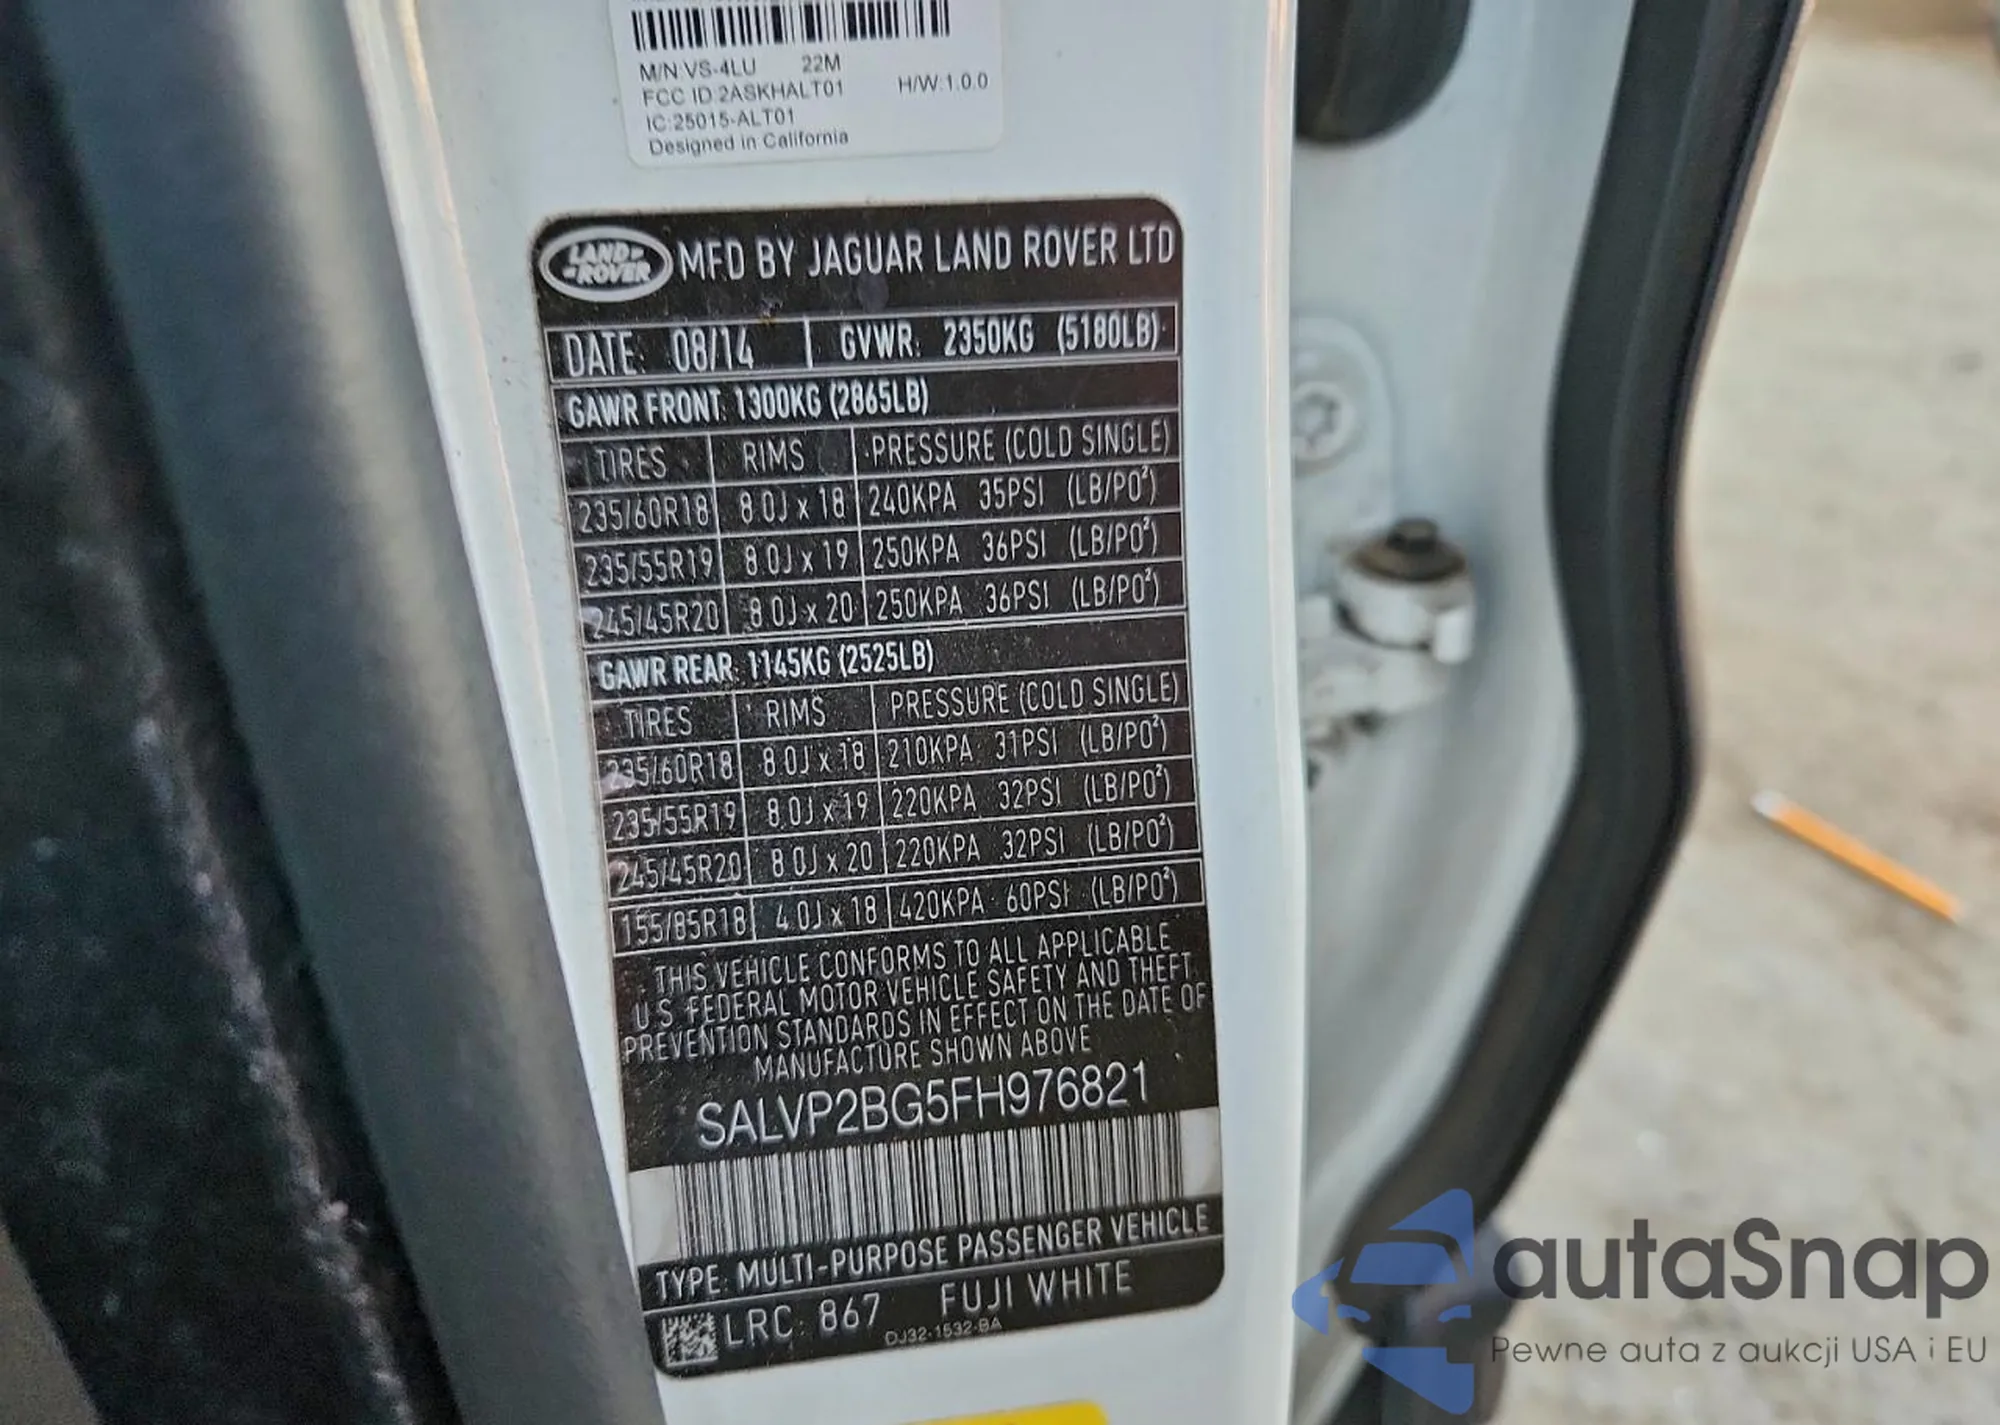 M/N:VS-4LU 22M
FCC ID:2ASKHALT01 H/W:1.0.0
IC:25015-ALT01
Designed in California
LAND ROVER MFD BY JAGUAR LAND ROVER LTD
DATE: 08/14 GVWR: 2350KG (5180LB)
GAWR FRONT: 1300KG (2865LB)
TIRES RIMS PRESSURE (COLD SINGLE)
235/60R18 8.0J x 18 240KPA 35PSI (LB/PO²)
235/55R19 8.0J x 19 250KPA 36PSI (LB/PO²)
245/45R20 8.0J x 20 250KPA 36PSI (LB/PO²)
GAWR REAR: 1145KG (2525LB)
TIRES RIMS PRESSURE (COLD SINGLE)
235/60R18 8.0J x 18 210KPA 31PSI (LB/PO²)
235/55R19 8.0J x 19 220KPA 32PSI (LB/PO²)
245/45R20 8.0J x 20 220KPA 32PSI (LB/PO²)
155/85R18 4.0J x 18 420KPA 60PSI (LB/PO²)
THIS VEHICLE CONFORMS TO ALL APPLICABLE
U.S FEDERAL MOTOR VEHICLE SAFETY AND THEFT
PREVENTION STANDARDS IN EFFECT ON THE DATE OF
MANUFACTURE SHOWN ABOVE
SALVP2BG5FH976821
TYPE: MULTI-PURPOSE PASSENGER VEHICLE
LRC: 867 FUJI WHITE
DJ32-1532-BA
autoSnap
Pewne auta z aukcji USA i EU